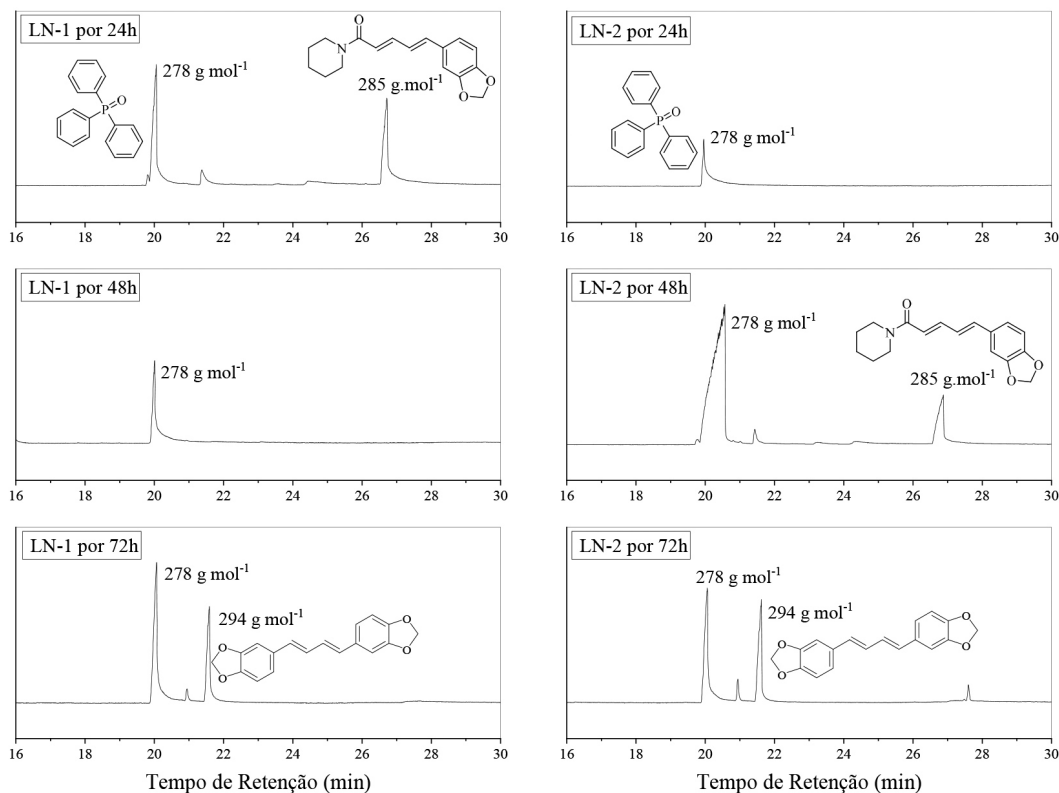 LN-1 por 24h
278 g mol-1
285 g.mol-1
P
O
O
N
O
O
16 18 20 22 24 26 28 30
LN-2 por 24h
278 g mol-1
P
O
16 18 20 22 24 26 28 30
LN-1 por 48h
278 g mol-1
16 18 20 22 24 26 28 30
LN-2 por 48h
278 g mol-1
285 g.mol-1
O
N
O
O
16 18 20 22 24 26 28 30
LN-1 por 72h
278 g mol-1
294 g mol-1
O
O
O
O
16 18 20 22 24 26 28 30
Tempo de Retenção (min)
LN-2 por 72h
278 g mol-1
294 g mol-1
O
O
O
O
16 18 20 22 24 26 28 30
Tempo de Retenção (min)